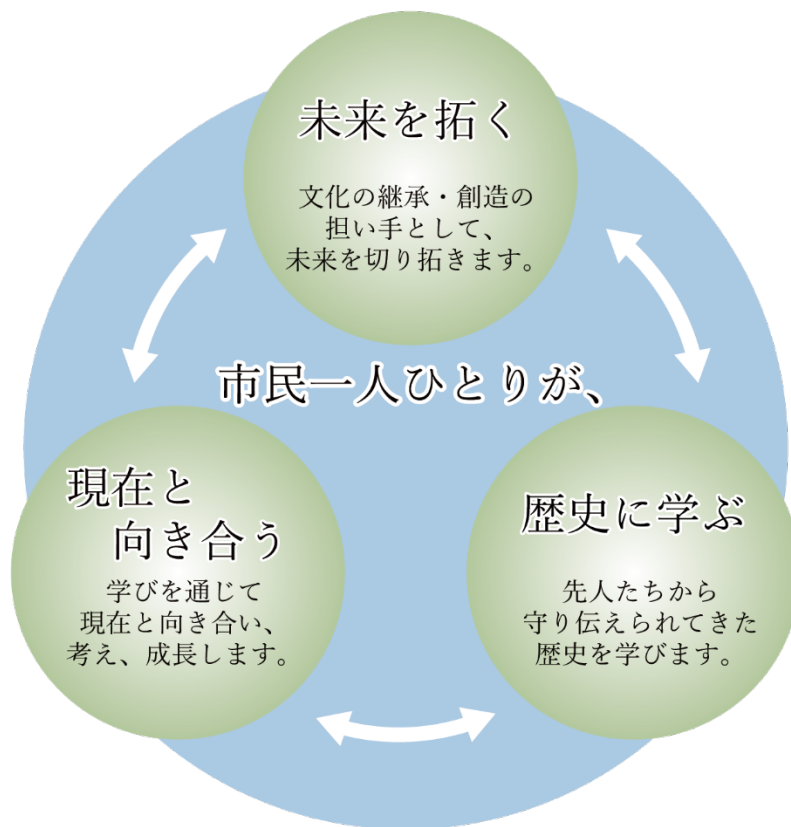 未来を拓く
文化の継承・創造の
担い手として、
未来を切り拓きます。
市民一人ひとりが、
現在と
向き合う
学びを通じて
現在と向き合い、
考え、成長します。
歴史に学ぶ
先人たちから
守り伝えられてきた
歴史を学びます。